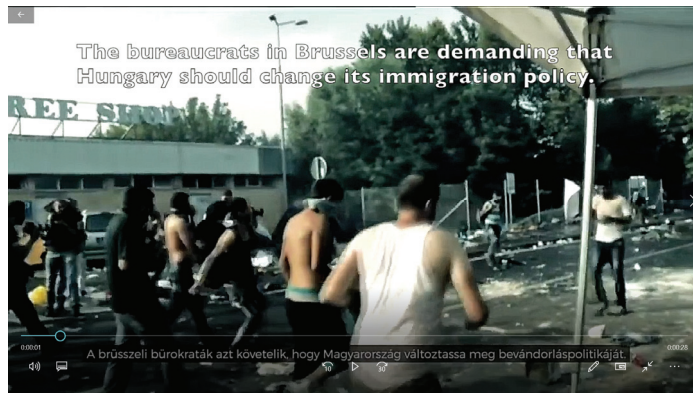 The bureaucrats in Brussels are demanding that
Hungary should change its immigration policy.
REE SHOP
0:00:01
A brüsszeli bürokraták azt követelik, hogy Magyarország változtassa meg bevándorláspolitikáját.
0:00:28
10
30